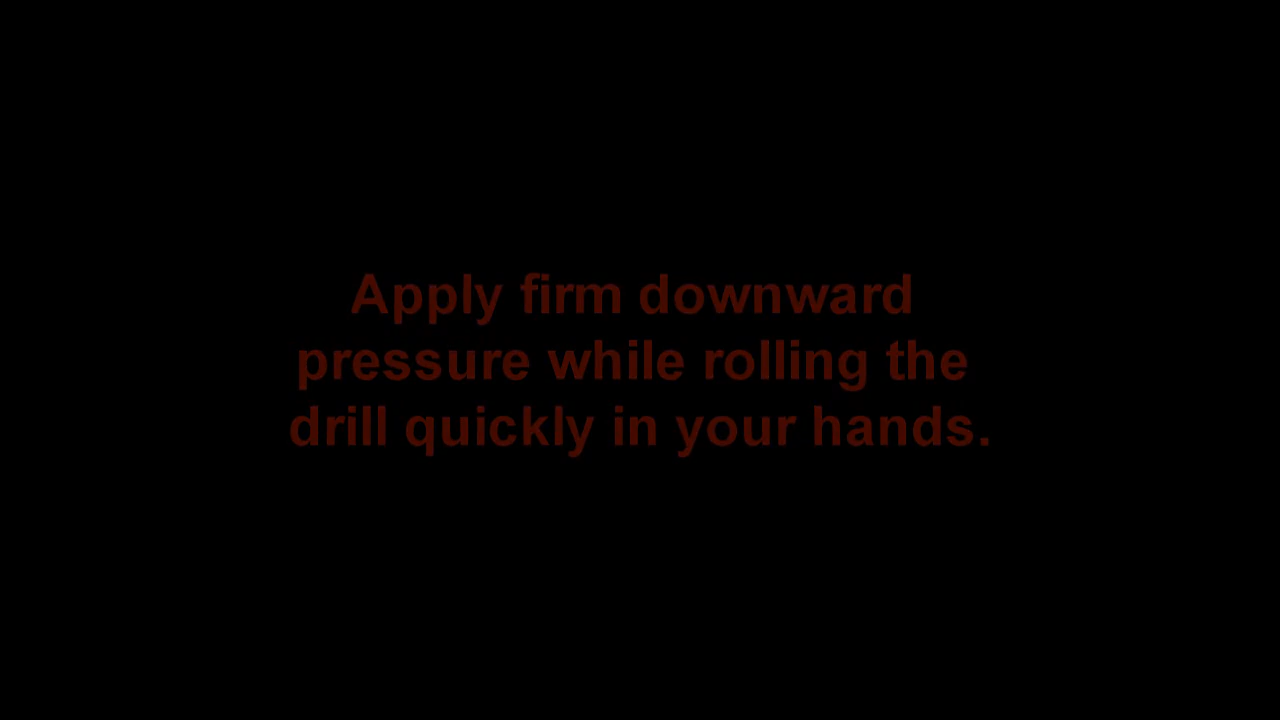 Apply firm downward
pressure while rolling the
drill quickly in your hands.